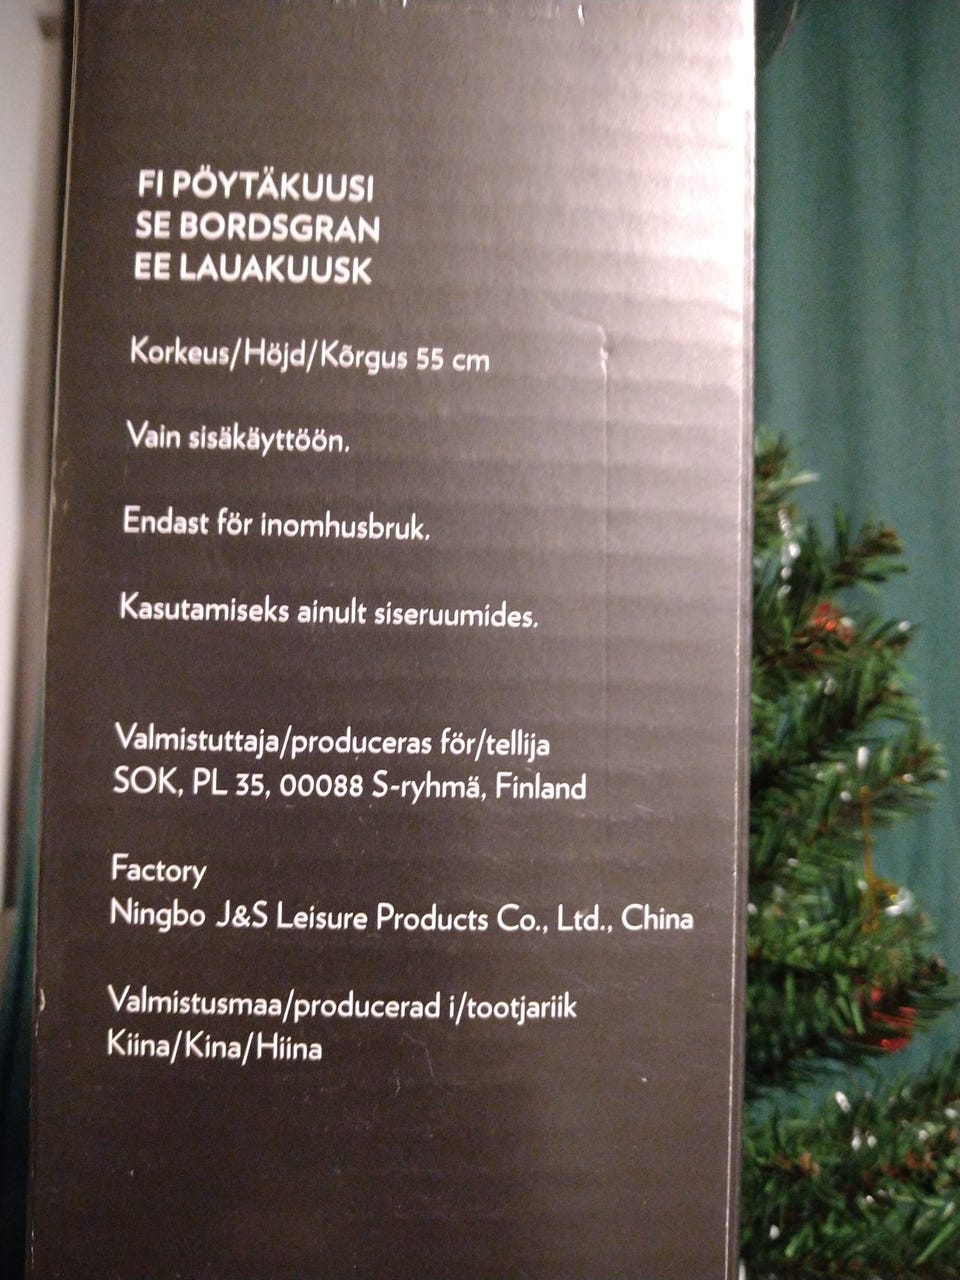 FI PÖYTÄKUUSI
SE BORDSGRAN
EE LAUAKUUSK
Korkeus/Höjd/Kõrgus 55 cm
Vain sisäkäyttöön.
Endast för inomhusbruk.
Kasutamiseks ainult siseruumides.
Valmistuttaja/produceras för/tellija
SOK, PL 35, 00088 S-ryhmä, Finland
Factory
Ningbo J&S Leisure Products Co., Ltd., China
Valmistusmaa/producerad i/tootjariik
Kiina/Kina/Hiina